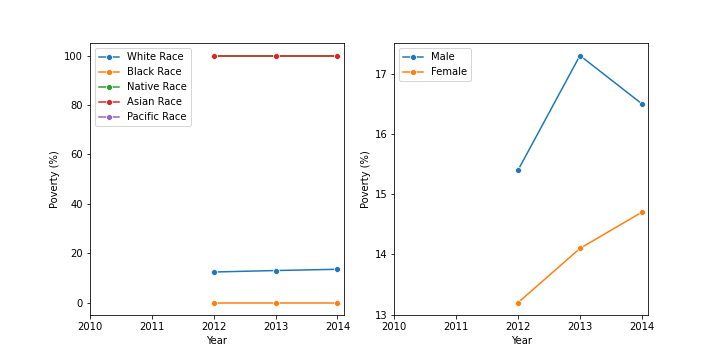 White Race
Black Race
Native Race
Asian Race
Pacific Race
100
80
60
40
20
0
Poverty (%)
2010 2011 2012 2013 2014
Year
Male
Female
17
16
15
14
13
Poverty (%)
2010 2011 2012 2013 2014
Year